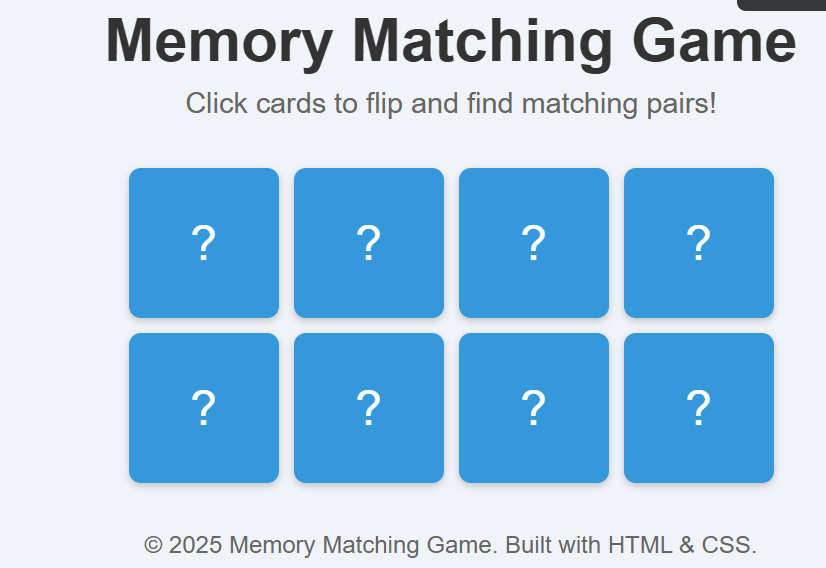 Memory Matching Game
Click cards to flip and find matching pairs!
? ? ? ?
? ? ? ?
© 2025 Memory Matching Game. Built with HTML & CSS.